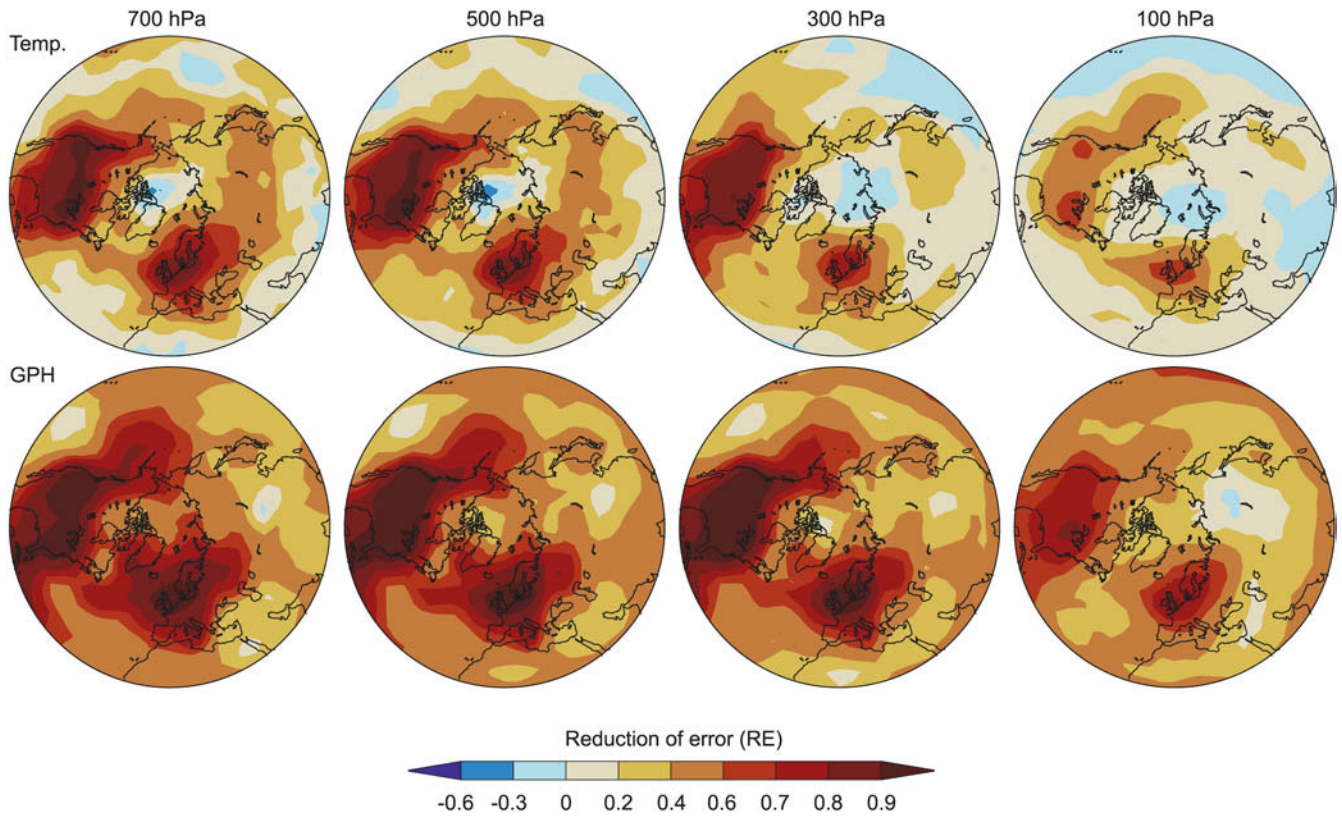 700 hPa 500 hPa 300 hPa 100 hPa
Temp.
GPH
Reduction of error (RE)
-0.6 -0.3 0 0.2 0.4 0.6 0.7 0.8 0.9